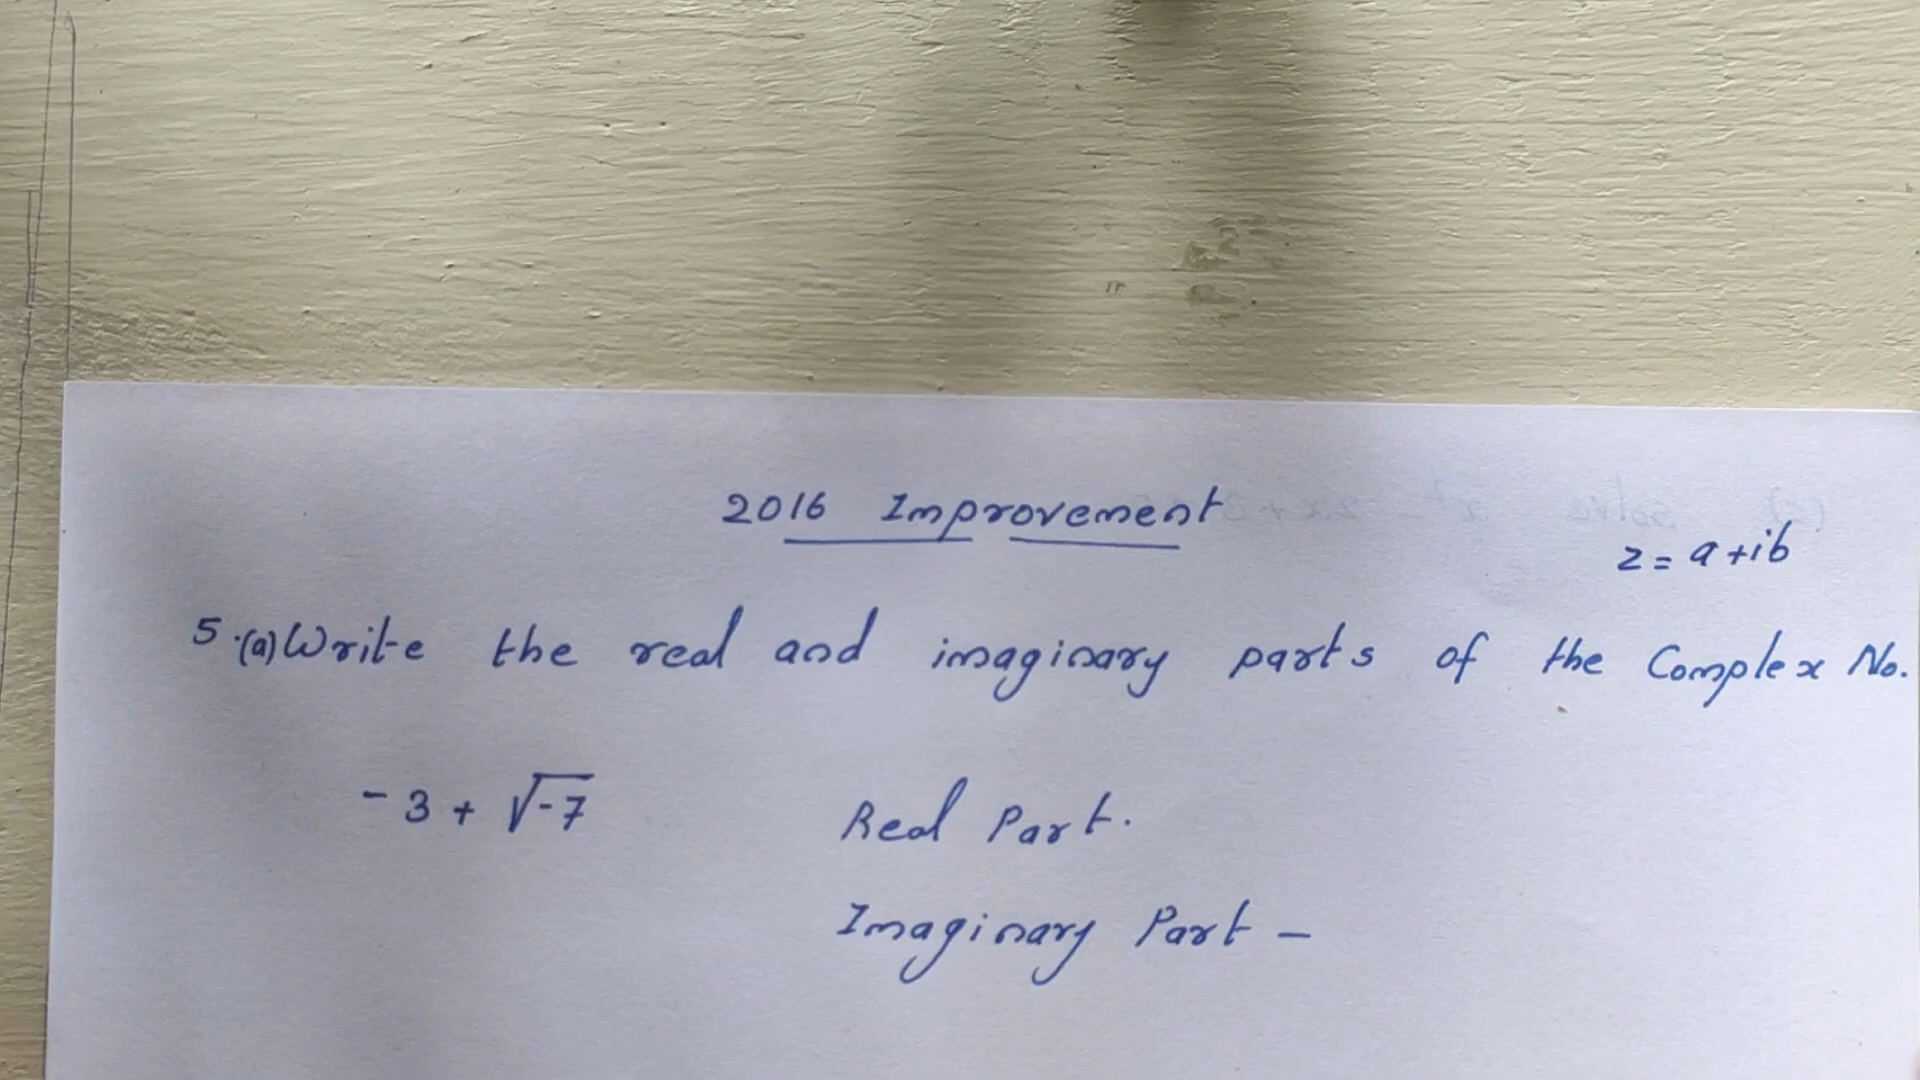 2016 Improvement
z = a + ib
5.(a) Write the real and imaginary parts of the Complex No.
- 3 + √-7
Real Part.
Imaginary Part -